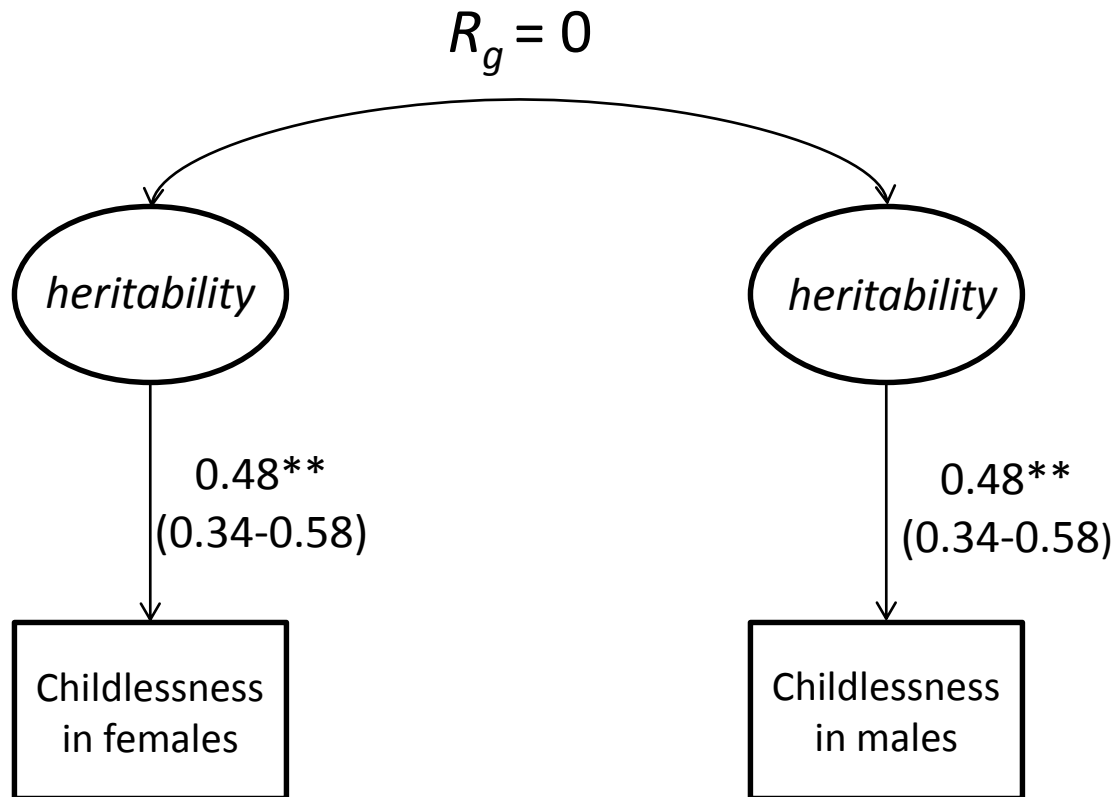 Rg = 0
heritability
heritability
0.48**
(0.34-0.58)
0.48**
(0.34-0.58)
Childlessness
in females
Childlessness
in males